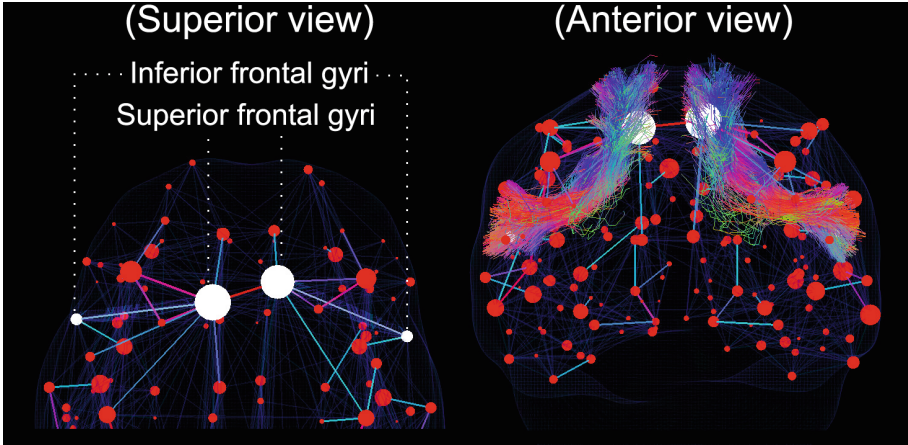 (Superior view)
(Anterior view)
Inferior frontal gyri
Superior frontal gyri